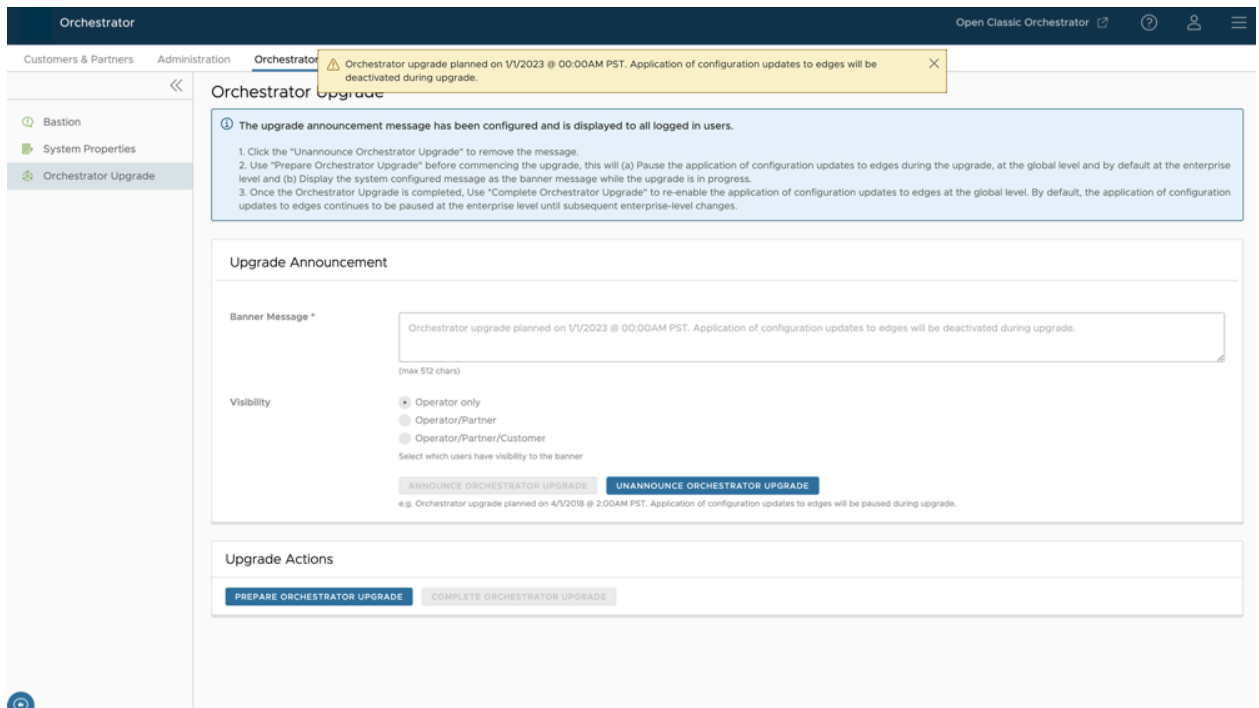 Orchestrator
Open Classic Orchestrator
Customers & Partners
Administration
Orchestrator
Orchestrator upgrade planned on 1/1/2023 @ 00:00AM PST. Application of configuration updates to edges will be
deactivated during upgrade.
Orchestrator Upgrade
Bastion
System Properties
Orchestrator Upgrade
The upgrade announcement message has been configured and is displayed to all logged in users.
1. Click the "Unannounce Orchestrator Upgrade" to remove the message.
2. Use "Prepare Orchestrator Upgrade" before commencing the upgrade, this will (a) Pause the application of configuration updates to edges during the upgrade, at the global level and by default at the enterprise
level and (b) Display the system configured message as the banner message while the upgrade is in progress.
3. Once the Orchestrator Upgrade is completed, Use "Complete Orchestrator Upgrade" to re-enable the application of configuration updates to edges at the global level. By default, the application of configuration
updates to edges continues to be paused at the enterprise level until subsequent enterprise-level changes.
Upgrade Announcement
Banner Message *
Orchestrator upgrade planned on 1/1/2023 @ 00:00AM PST. Application of configuration updates to edges will be deactivated during upgrade.
(max 512 chars)
Visibility
Operator only
Operator/Partner
Operator/Partner/Customer
Select which users have visibility to the banner
ANNOUNCE ORCHESTRATOR UPGRADE
UNANNOUNCE ORCHESTRATOR UPGRADE
e.g. Orchestrator upgrade planned on 4/1/2018 @ 2:00AM PST. Application of configuration updates to edges will be paused during upgrade.
Upgrade Actions
PREPARE ORCHESTRATOR UPGRADE
COMPLETE ORCHESTRATOR UPGRADE